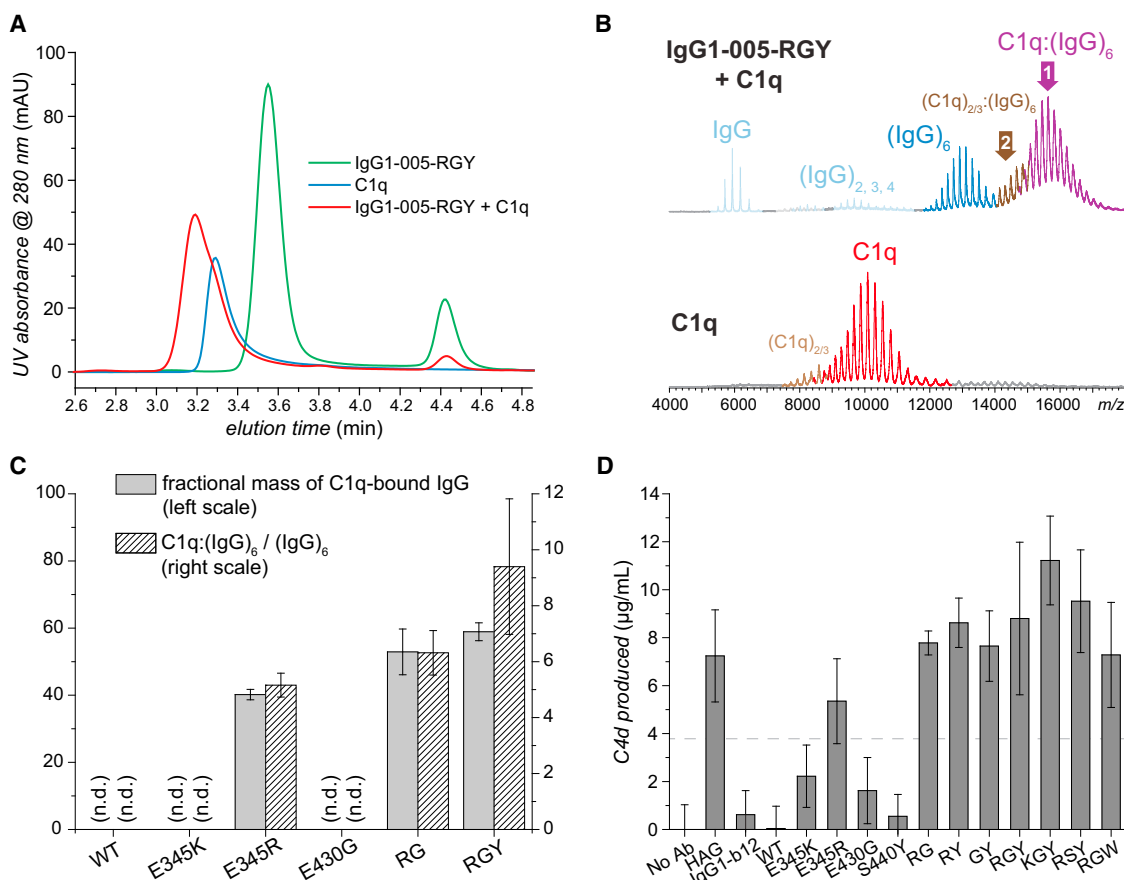 A
100
80
60
40
20
0
UV absorbance @ 280 nm (mAU)
IgG1-005-RGY
C1q
IgG1-005-RGY + C1q
2.6 2.8 3.0 3.2 3.4 3.6 3.8 4.0 4.2 4.4 4.6 4.8
elution time (min)
B
IgG1-005-RGY
+ C1q
C1q:(IgG)6
1
(C1q)2/3:(IgG)6
2
IgG
(IgG)6
(IgG)2, 3, 4
C1q
C1q
(C1q)2/3
4000 6000 8000 10000 12000 14000 16000 m/z
C
100
80
60
40
20
0
fractional mass of C1q-bound IgG
(left scale)
C1q:(IgG)6 / (IgG)6
(right scale)
12
10
8
6
4
2
0
(n.d.) (n.d.) (n.d.) (n.d.) (n.d.) (n.d.)
WT E345K E345R E430G RG RGY
D
14
12
10
8
6
4
2
0
C4d produced (µg/mL)
No Ab HAG IgG1-b12 WT E345K E345R E430G S440Y RG RY GY RGY KGY RSY RGW